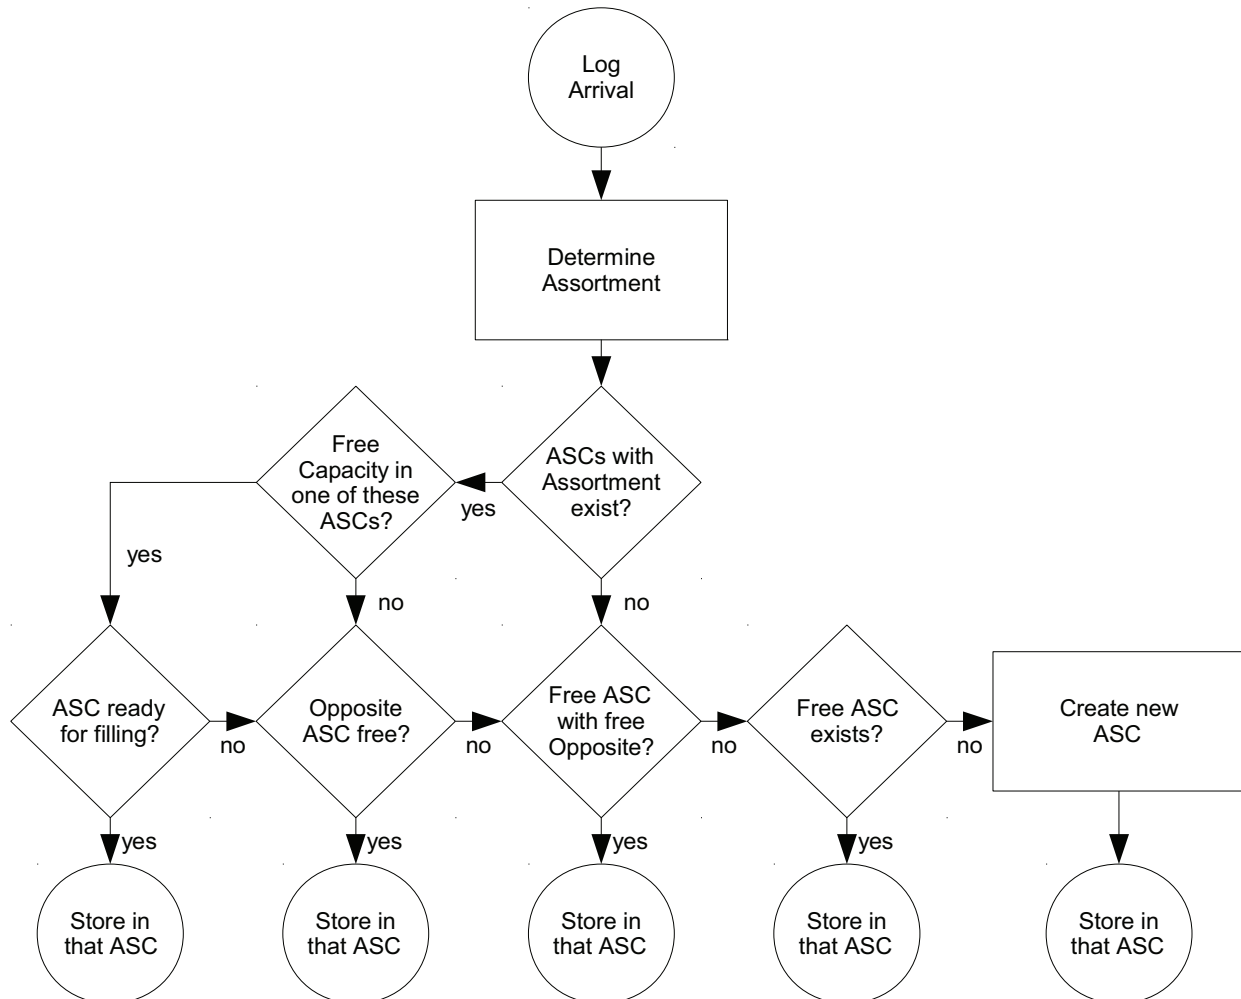 Log
Arrival
Determine
Assortment
Free
Capacity in
one of these
ASCs?
ASCs with
Assortment
exist?
yes
yes
no
no
ASC ready
for filling?
Opposite
ASC free?
Free ASC
with free
Opposite?
Free ASC
exists?
Create new
ASC
no
no
no
no
yes
yes
yes
yes
Store in
that ASC
Store in
that ASC
Store in
that ASC
Store in
that ASC
Store in
that ASC